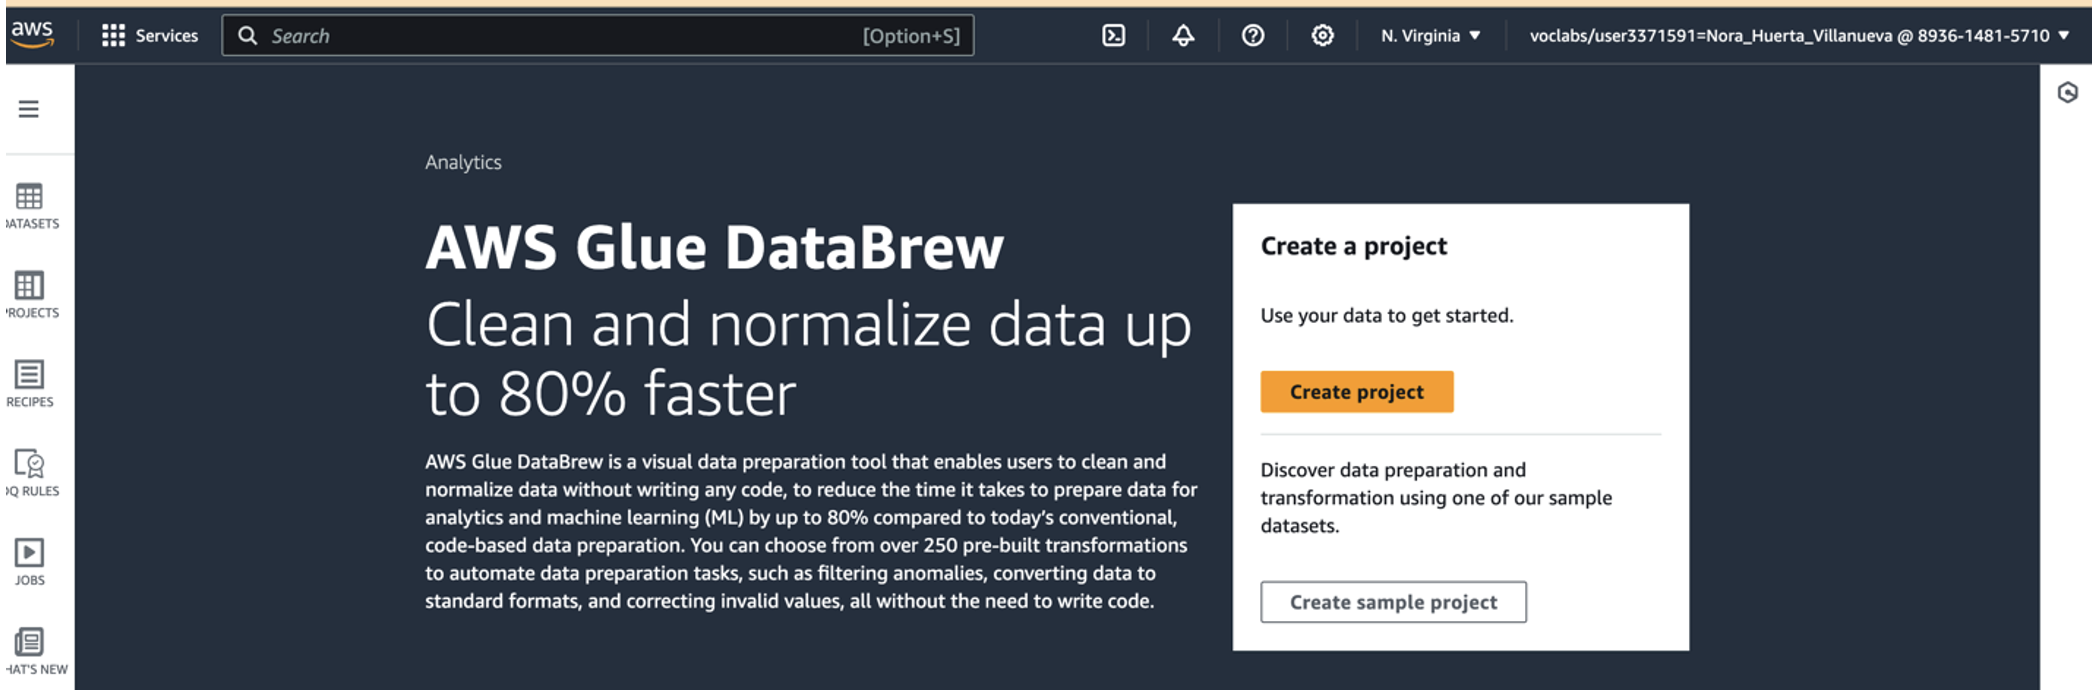 aws
Services
Search
[Option+S]
N. Virginia
voclabs/user3371591=Nora_Huerta_Villanueva @ 8936-1481-5710
DATASETS
PROJECTS
RECIPES
DQ RULES
JOBS
WHAT'S NEW
Analytics
AWS Glue DataBrew
Clean and normalize data up
to 80% faster
AWS Glue DataBrew is a visual data preparation tool that enables users to clean and
normalize data without writing any code, to reduce the time it takes to prepare data for
analytics and machine learning (ML) by up to 80% compared to today's conventional,
code-based data preparation. You can choose from over 250 pre-built transformations
to automate data preparation tasks, such as filtering anomalies, converting data to
standard formats, and correcting invalid values, all without the need to write code.
Create a project
Use your data to get started.
Create project
Discover data preparation and
transformation using one of our sample
datasets.
Create sample project